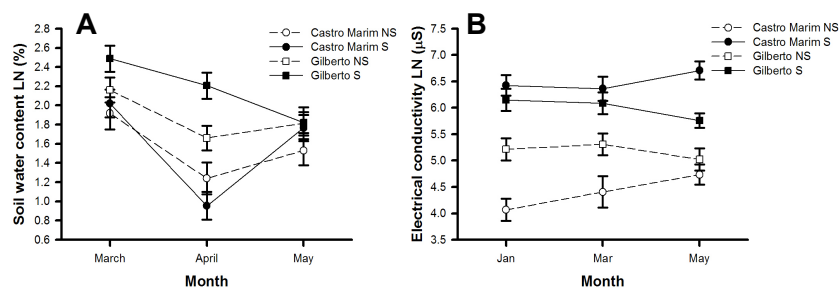 A
Soil water content LN (%)
2.8
2.6
2.4
2.2
2.0
1.8
1.6
1.4
1.2
1.0
0.8
0.6
March
April
May
Month
Castro Marim NS
Castro Marim S
Gilberto NS
Gilberto S
B
Electrical conductivity LN (µS)
7.5
7.0
6.5
6.0
5.5
5.0
4.5
4.0
3.5
Jan
Mar
May
Month
Castro Marim NS
Castro Marim S
Gilberto NS
Gilberto S